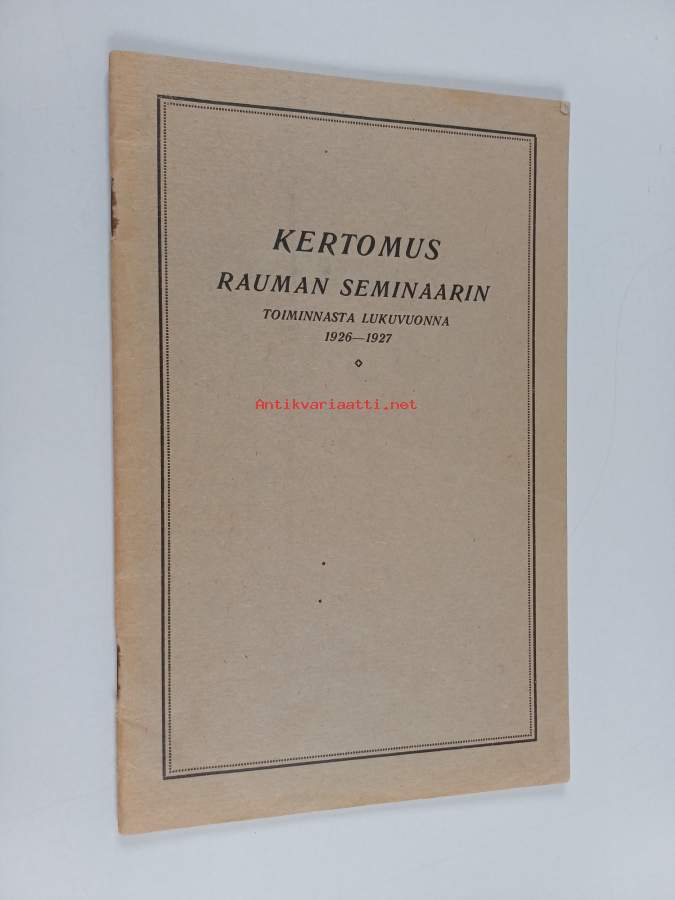 KERTOMUS
RAUMAN SEMINAARIN
TOIMINNASTA LUKUVUONNA
1926—1927
Antikvariaatti.net